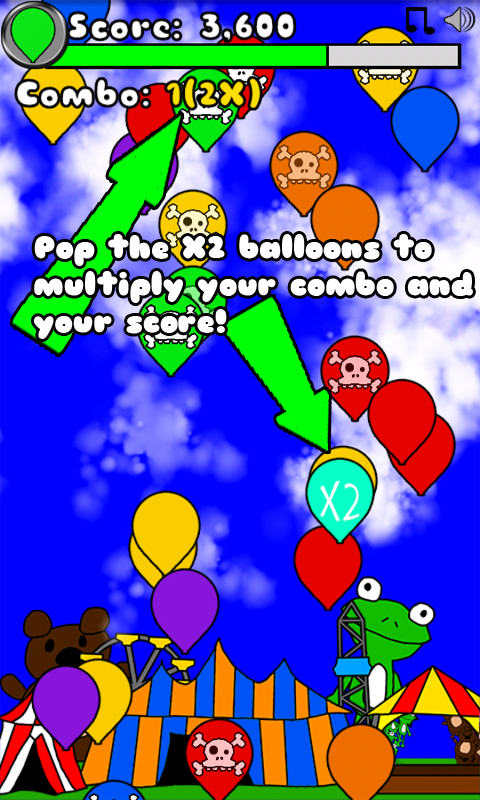 Score: 3,600
Combo: 1(2X)
Pop the X2 balloons to
multiply your combo and
your score!
X2